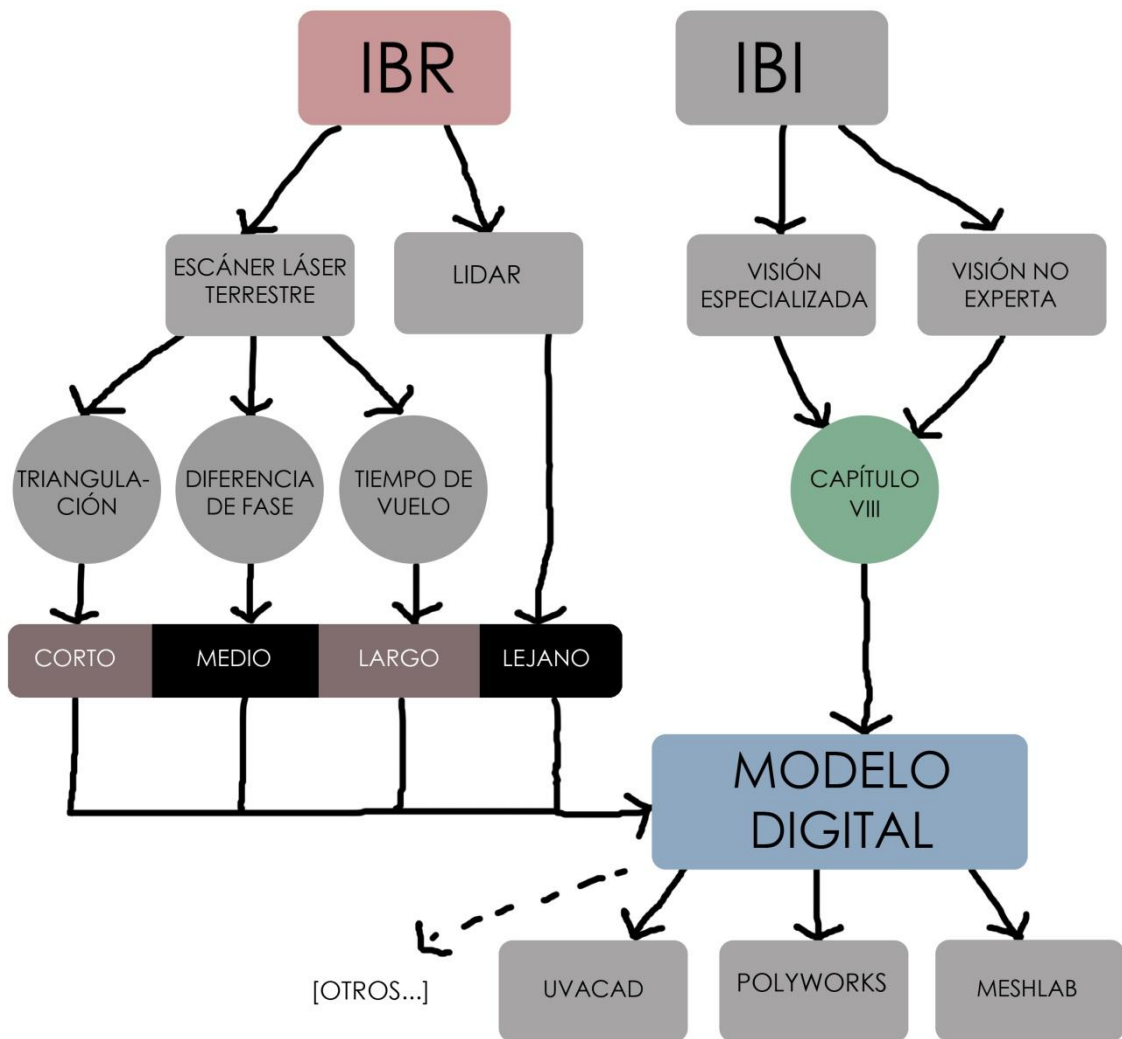 IBR
IBI
ESCÁNER LÁSER
TERRESTRE
LIDAR
VISIÓN
ESPECIALIZADA
VISIÓN NO
EXPERTA
TRIANGULA-
CIÓN
DIFERENCIA
DE FASE
TIEMPO DE
VUELO
CAPÍTULO
VIII
CORTO
MEDIO
LARGO
LEJANO
MODELO
DIGITAL
[OTROS...]
UVACAD
POLYWORKS
MESHLAB